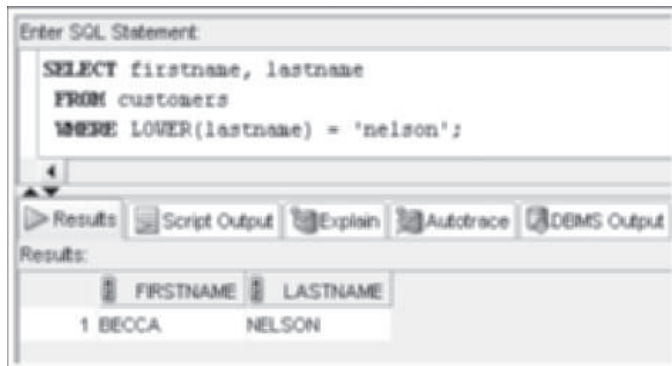 Enter SQL Statement:
SELECT firstname, lastname
FROM customers
WHERE LOWER(lastname) = 'nelson';
Results Script Output Explain Autotrace DBMS Output
Results:
FIRSTNAME LASTNAME
1 BECCA NELSON